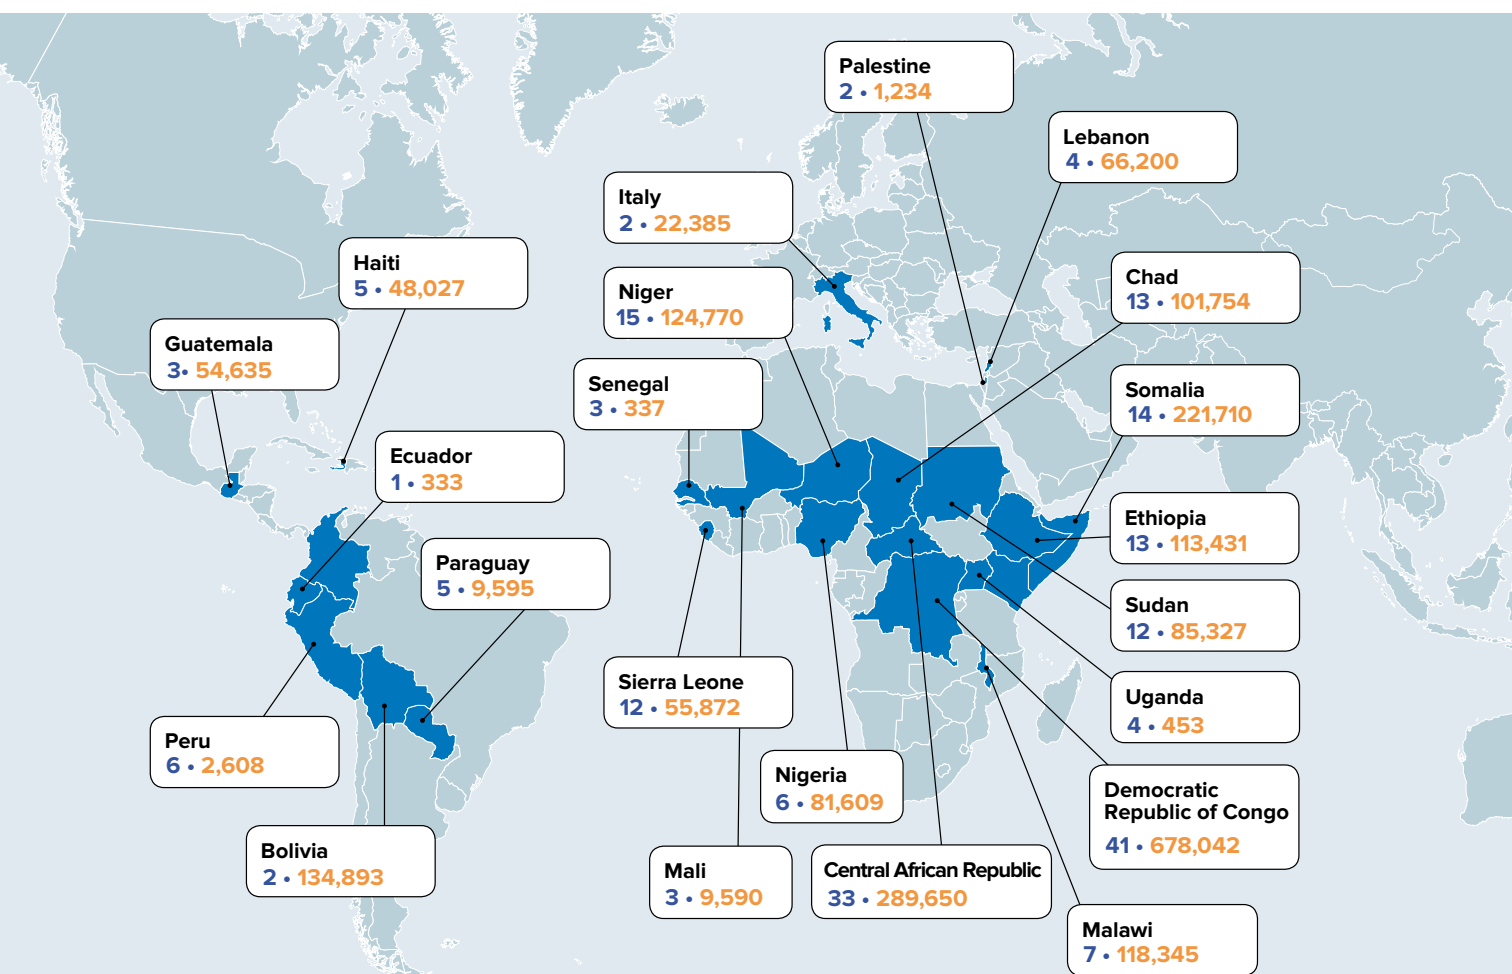 Palestine
2 • 1,234
Lebanon
4 • 66,200
Italy
2 • 22,385
Haiti
5 • 48,027
Niger
15 • 124,770
Chad
13 • 101,754
Guatemala
3• 54,635
Senegal
3 • 337
Somalia
14 • 221,710
Ecuador
1 • 333
Ethiopia
13 • 113,431
Paraguay
5 • 9,595
Sudan
12 • 85,327
Sierra Leone
12 • 55,872
Uganda
4 • 453
Peru
6 • 2,608
Nigeria
6 • 81,609
Democratic
Republic of Congo
41 • 678,042
Bolivia
2 • 134,893
Mali
3 • 9,590
Central African Republic
33 • 289,650
Malawi
7 • 118,345